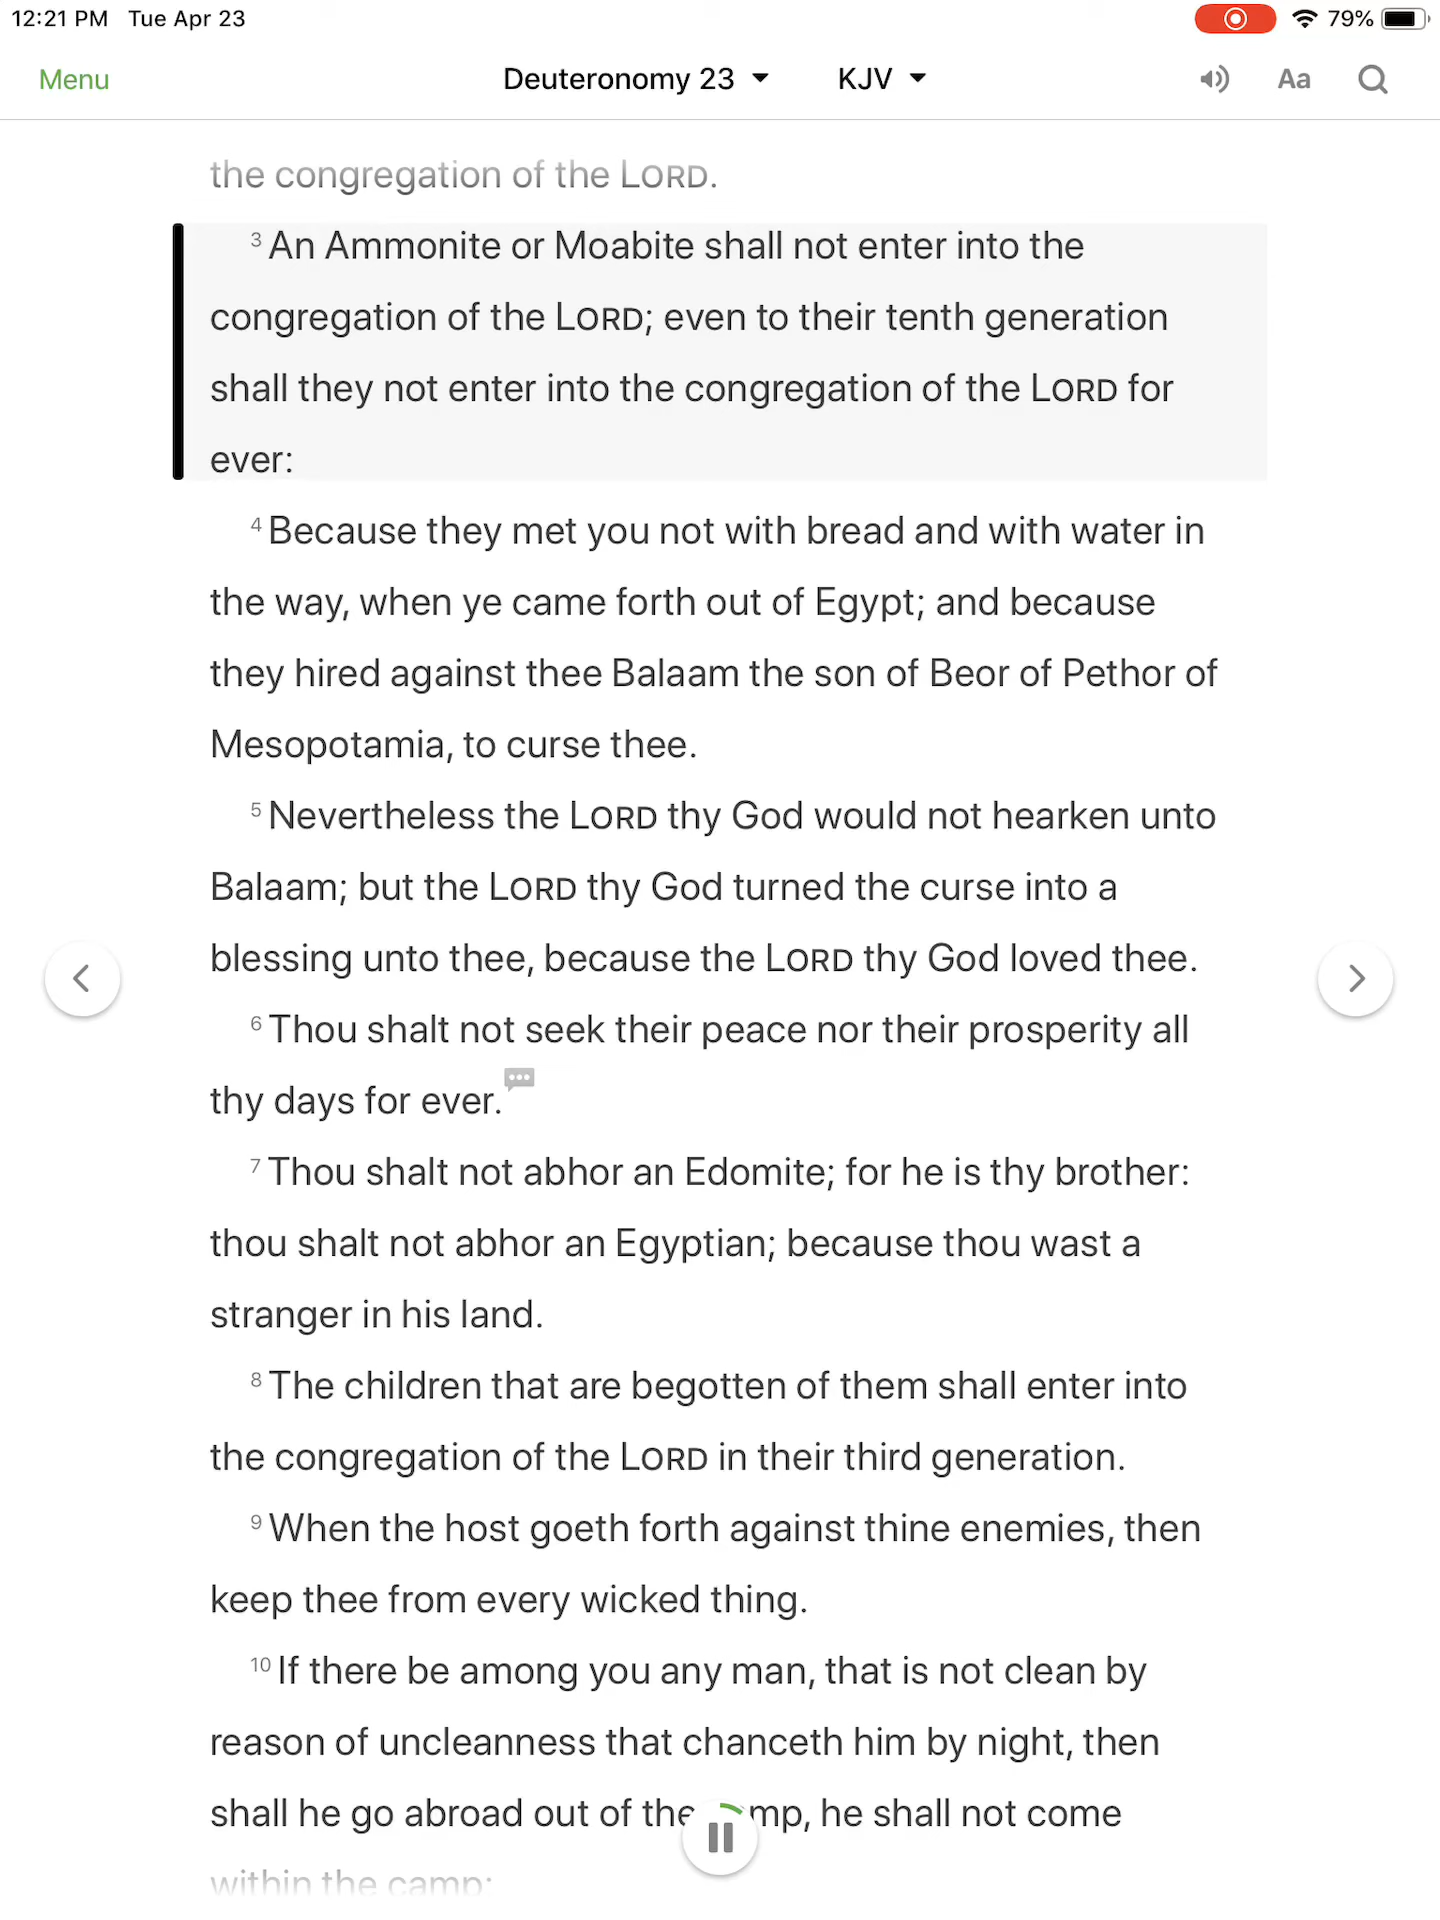 12:21 PM Tue Apr 23 79%
Menu Deuteronomy 23 KJV Aa
the congregation of the LORD.
3 An Ammonite or Moabite shall not enter into the
congregation of the LORD; even to their tenth generation
shall they not enter into the congregation of the LORD for
ever:
4 Because they met you not with bread and with water in
the way, when ye came forth out of Egypt; and because
they hired against thee Balaam the son of Beor of Pethor of
Mesopotamia, to curse thee.
5 Nevertheless the LORD thy God would not hearken unto
Balaam; but the LORD thy God turned the curse into a
blessing unto thee, because the LORD thy God loved thee.
6 Thou shalt not seek their peace nor their prosperity all
thy days for ever.
7 Thou shalt not abhor an Edomite; for he is thy brother:
thou shalt not abhor an Egyptian; because thou wast a
stranger in his land.
8 The children that are begotten of them shall enter into
the congregation of the LORD in their third generation.
9 When the host goeth forth against thine enemies, then
keep thee from every wicked thing.
10 If there be among you any man, that is not clean by
reason of uncleanness that chanceth him by night, then
shall he go abroad out of the mp, he shall not come
within the camp: